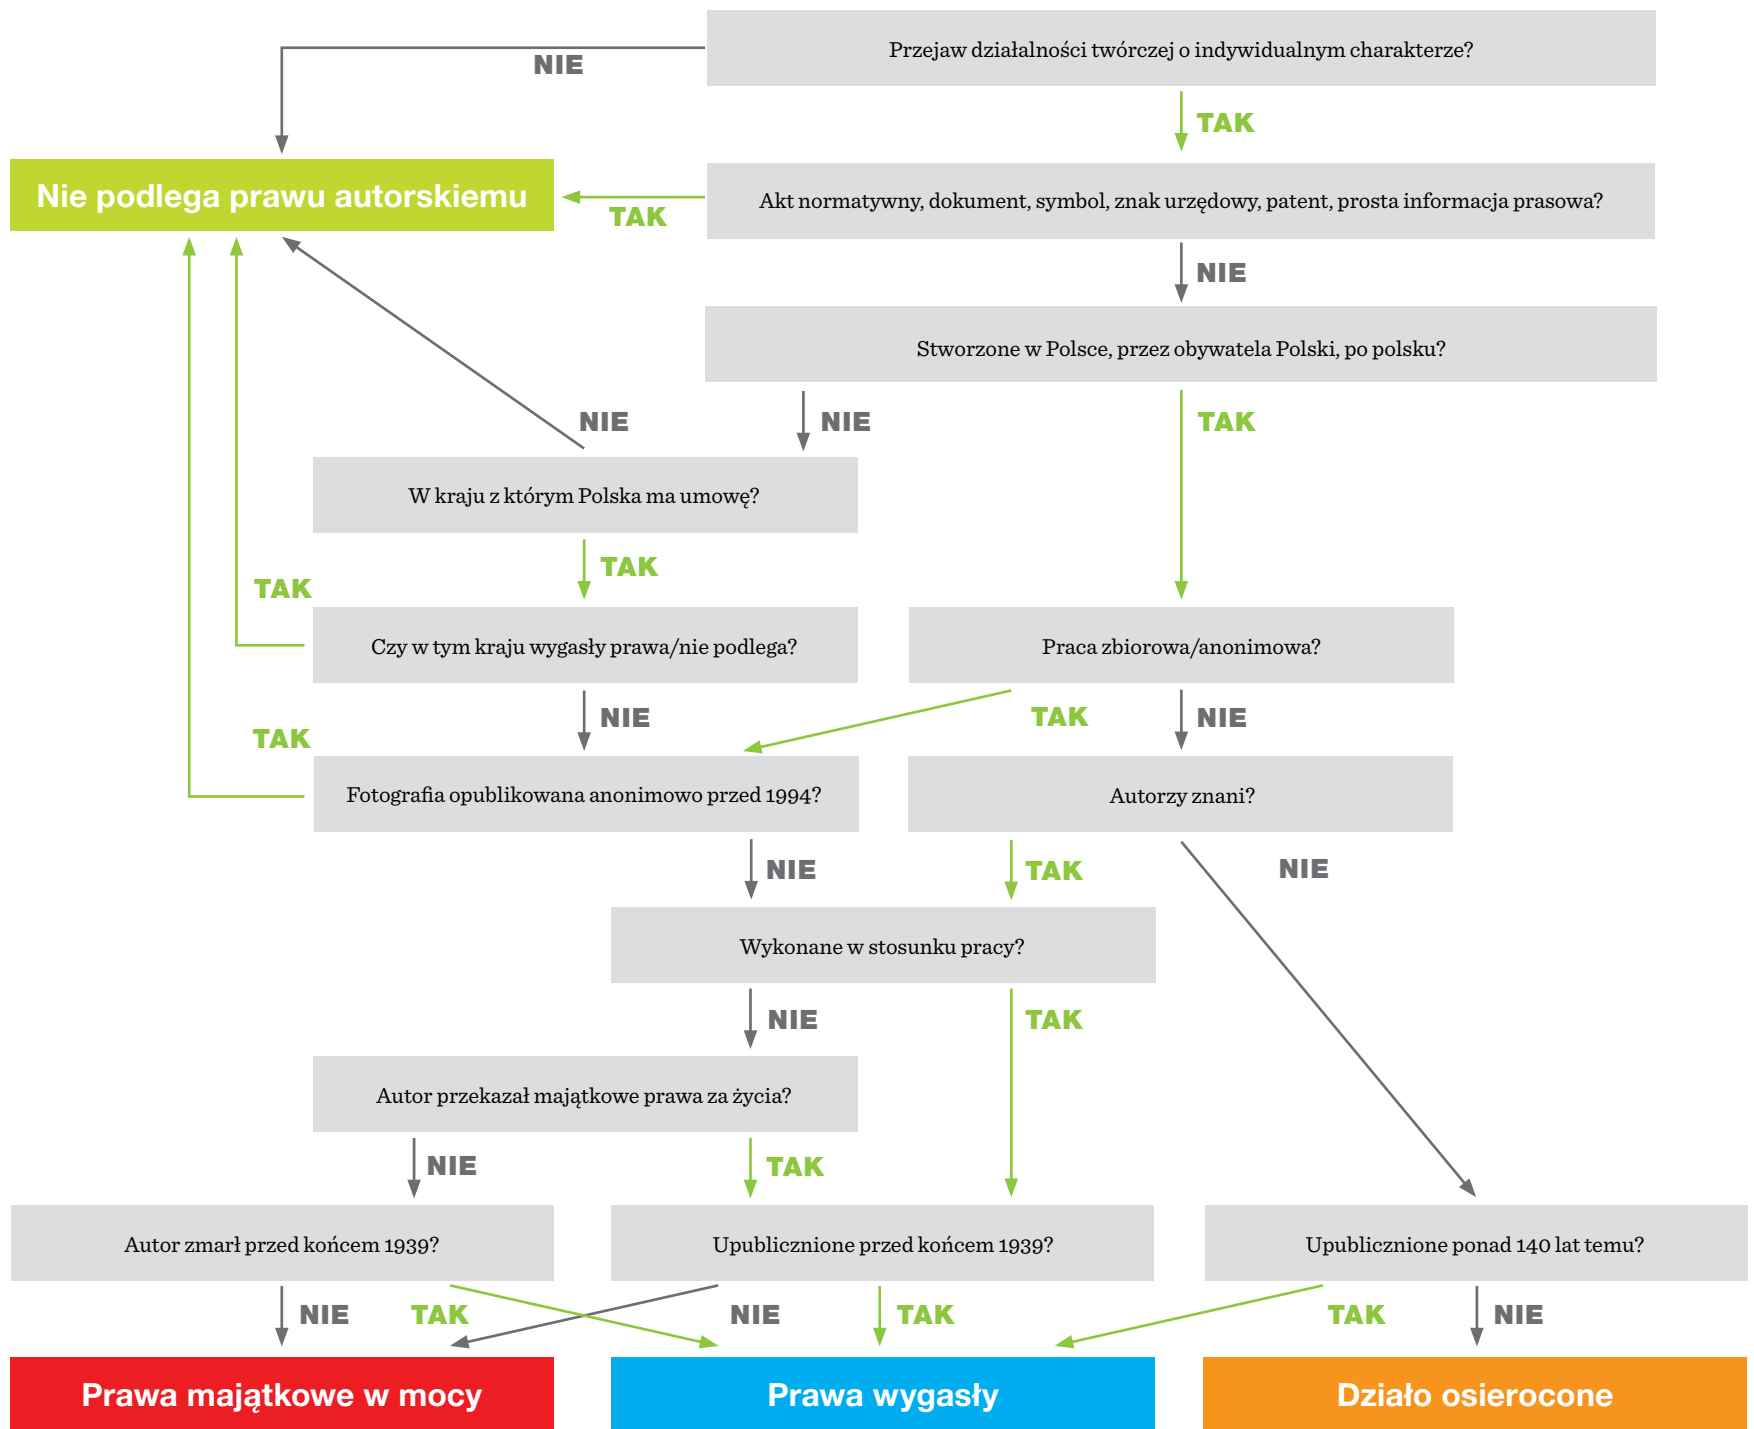 Przejaw działalności twórczej o indywidualnym charakterze?
NIE
TAK
Nie podlega prawu autorskiemu
TAK
Akt normatywny, dokument, symbol, znak urzędowy, patent, prosta informacja prasowa?
NIE
Stworzone w Polsce, przez obywatela Polski, po polsku?
NIE
NIE
TAK
W kraju z którym Polska ma umowę?
TAK
TAK
Czy w tym kraju wygasły prawa/nie podlega?
Praca zbiorowa/anonimowa?
NIE
TAK
NIE
TAK
Fotografia opublikowana anonimowo przed 1994?
Autorzy znani?
NIE
TAK
NIE
Wykonane w stosunku pracy?
NIE
TAK
Autor przekazał majątkowe prawa za życia?
NIE
TAK
Autor zmarł przed końcem 1939?
Upublicznione przed końcem 1939?
Upublicznione ponad 140 lat temu?
NIE
TAK
NIE
TAK
TAK
NIE
Prawa majątkowe w mocy
Prawa wygasły
Działo osierocone